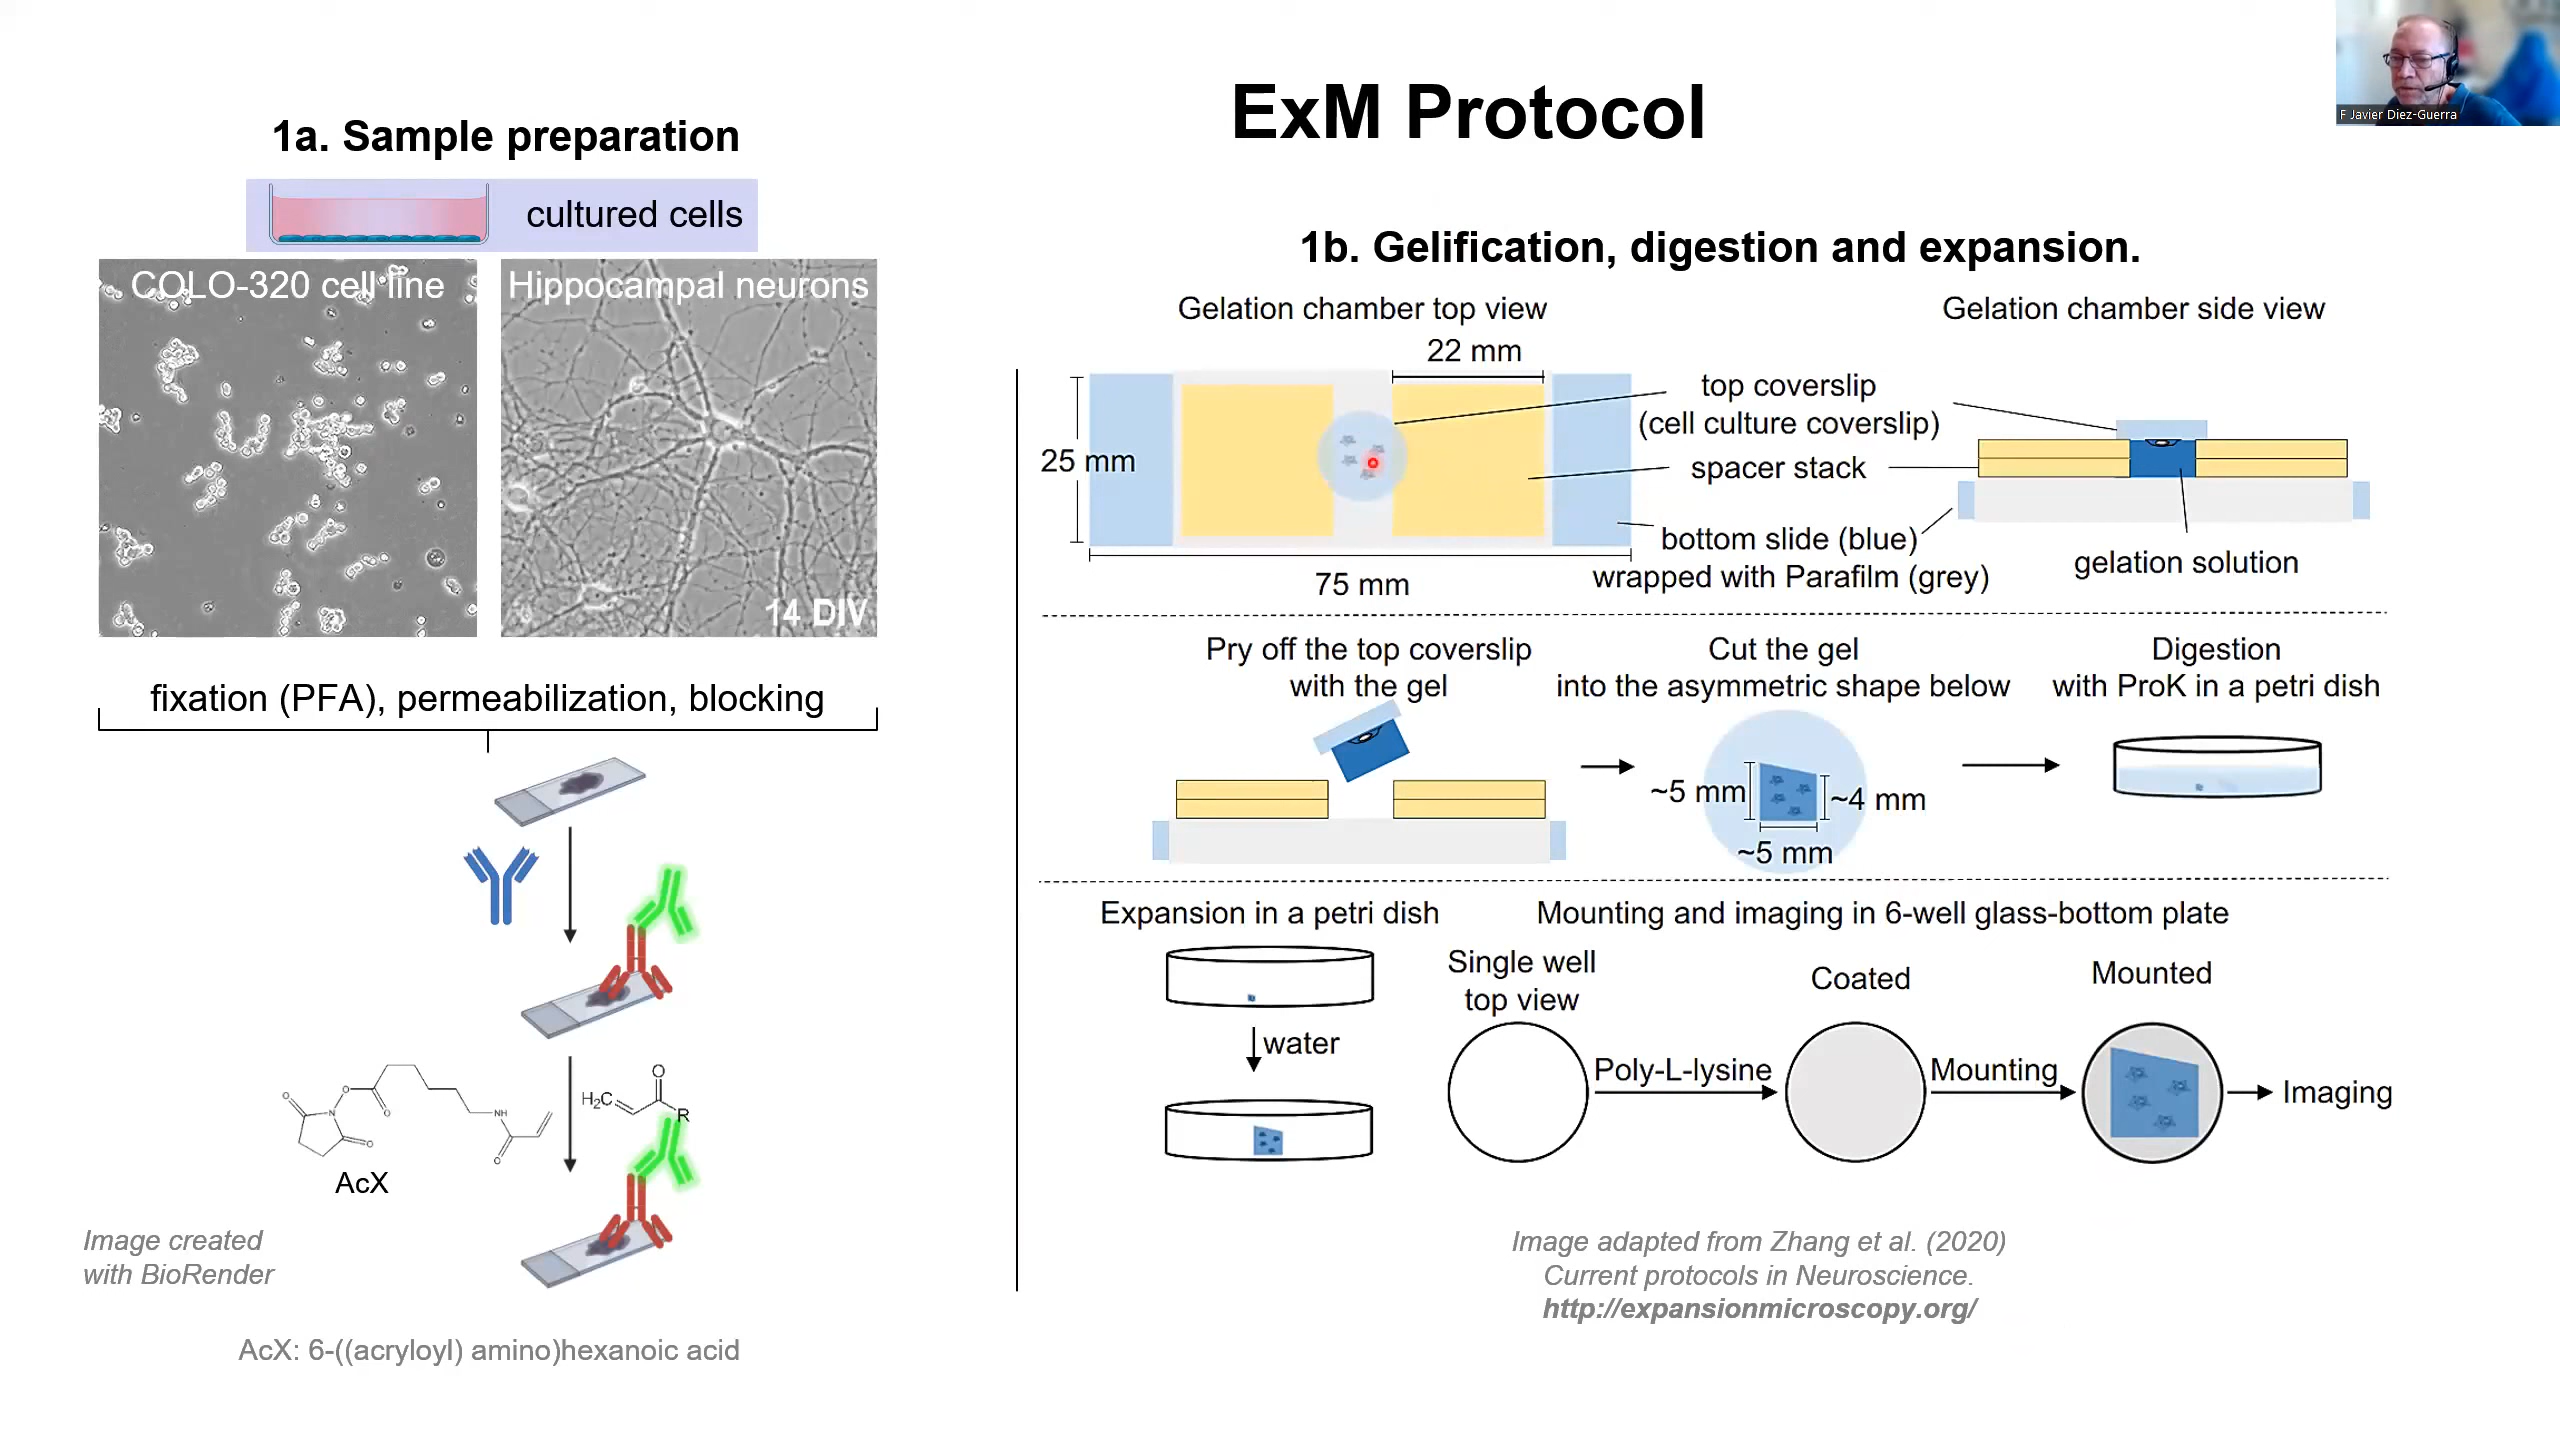 ExM Protocol
F Javier Diez-Guerra
1a. Sample preparation
cultured cells
COLO-320 cell line
Hippocampal neurons
14 DIV
fixation (PFA), permeabilization, blocking
O
O
N
O
O
NH
O
H₂C
O
R
AcX
Image created
with BioRender
AcX: 6-((acryloyl) amino)hexanoic acid
1b. Gelification, digestion and expansion.
Gelation chamber top view
Gelation chamber side view
22 mm
25 mm
75 mm
top coverslip
(cell culture coverslip)
spacer stack
bottom slide (blue)
wrapped with Parafilm (grey)
gelation solution
Pry off the top coverslip
with the gel
Cut the gel
into the asymmetric shape below
~5 mm
~4 mm
~5 mm
Digestion
with ProK in a petri dish
Expansion in a petri dish
water
Mounting and imaging in 6-well glass-bottom plate
Single well
top view
Poly-L-lysine
Coated
Mounting
Mounted
Imaging
Image adapted from Zhang et al. (2020)
Current protocols in Neuroscience.
http://expansionmicroscopy.org/